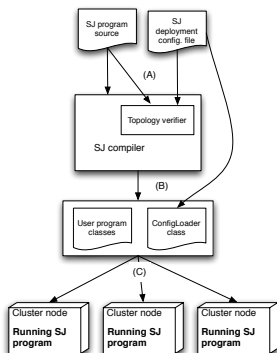 SJ program
source
SJ
deployment
config. file
(A)
Topology verifier
SJ compiler
(B)
User program
classes
ConfigLoader
class
(C)
Cluster node
Running SJ
program
Cluster node
Running SJ
program
Cluster node
Running SJ
program